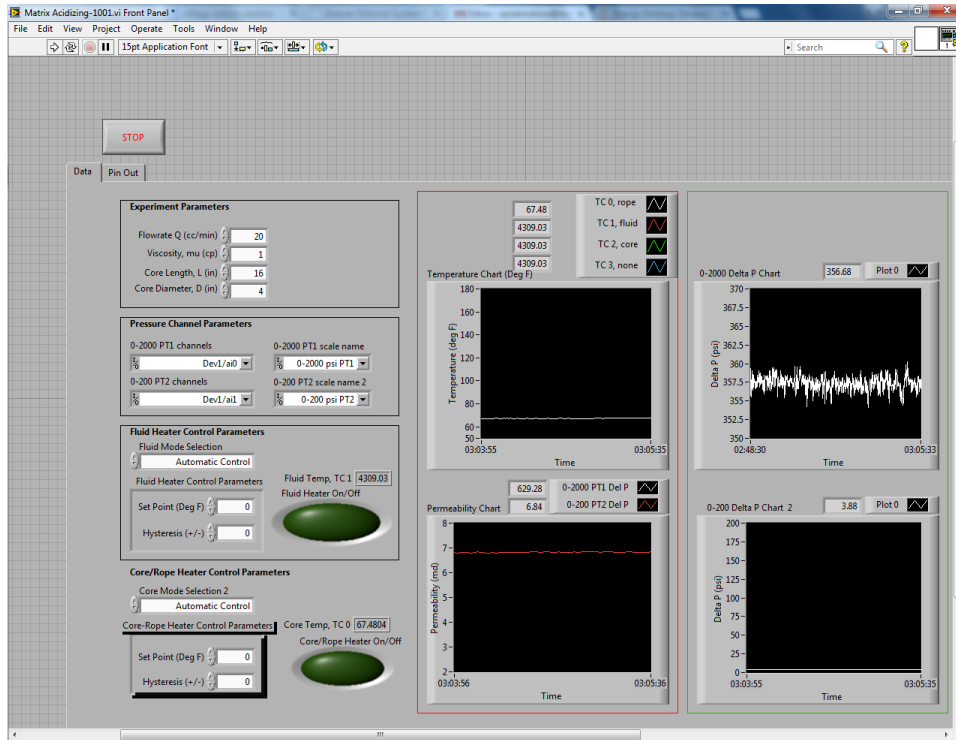 Matrix Acidizing-1001.vi Front Panel *
File Edit View Project Operate Tools Window Help
15pt Application Font
Search
?
1
STOP
Data Pin Out
Experiment Parameters
Flowrate Q (cc/min) 20
Viscosity, mu (cp) 1
Core Length, L (in) 16
Core Diameter, D (in) 4
Pressure Channel Parameters
0-2000 PT1 channels 0-2000 PT1 scale name
Dev1/ai0 0-2000 psi PT1
0-200 PT2 channels 0-200 PT2 scale name 2
Dev1/ai1 0-200 psi PT2
Fluid Heater Control Parameters
Fluid Mode Selection
Automatic Control
Fluid Heater Control Parameters
Fluid Temp, TC 1 4309.03
Fluid Heater On/Off
Set Point (Deg F) 0
Hysteresis (+/-) 0
Core/Rope Heater Control Parameters
Core Mode Selection 2
Automatic Control
Core-Rope Heater Control Parameters
Core Temp, TC 0 67.4804
Core/Rope Heater On/Off
Set Point (Deg F) 0
Hysteresis (+/-) 0
67.48 TC 0, rope
4309.03 TC 1, fluid
4309.03 TC 2, core
4309.03 TC 3, none
Temperature Chart (Deg F)
180
160
140
120
100
80
60
50
Temperature (deg F)
03:03:55 03:05:35
Time
629.28 0-2000 PT1 Del P
6.84 0-200 PT2 Del P
Permeability Chart
8
7
6
5
4
3
2
Permeability (md)
03:03:56 03:05:36
Time
0-2000 Delta P Chart 356.68 Plot 0
370
367.5
365
362.5
360
357.5
355
352.5
350
Delta P (psi)
02:48:30 03:05:33
Time
0-200 Delta P Chart 2 3.88 Plot 0
200
175
150
125
100
75
50
25
0
Delta P (psi)
03:03:55 03:05:35
Time